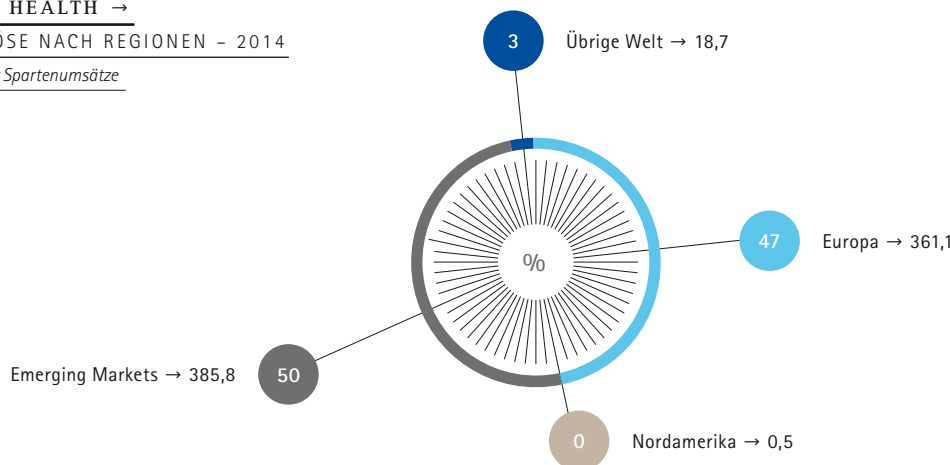 HEALTH →
ÖSE NACH REGIONEN – 2014
Spartenumsätze
3 Übrige Welt → 18,7
47 Europa → 361,1
%
Emerging Markets → 385,8 50
0 Nordamerika → 0,5